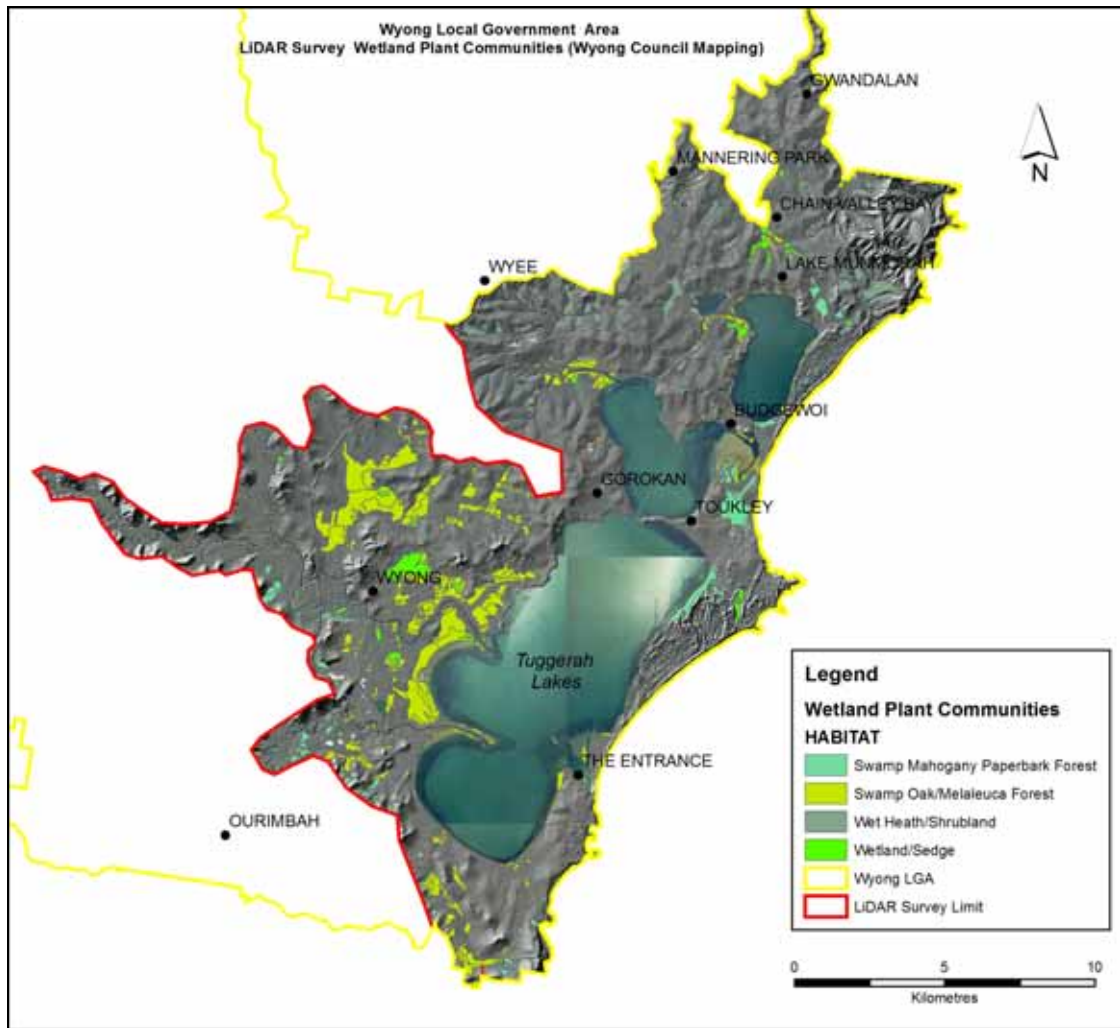 Wyong Local Government Area
LiDAR Survey Wetland Plant Communities (Wyong Council Mapping)
GWANDALAN
N
MANNERING PARK
CHAIN VALLEY BAY
WYEE
LAKE MUNMORAH
BUDGEWOI
GOROKAN
TOUKLEY
WYONG
Tuggerah
Lakes
THE ENTRANCE
OURIMBAH
Legend
Wetland Plant Communities
HABITAT
Swamp Mahogany Paperbark Forest
Swamp Oak/Melaleuca Forest
Wet Heath/Shrubland
Wetland/Sedge
Wyong LGA
LiDAR Survey Limit
0 5 10
Kilometres